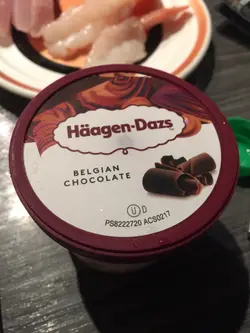 Häagen-Dazs
BELGIAN
CHOCOLATE
U D
PS8222720 ACS0217